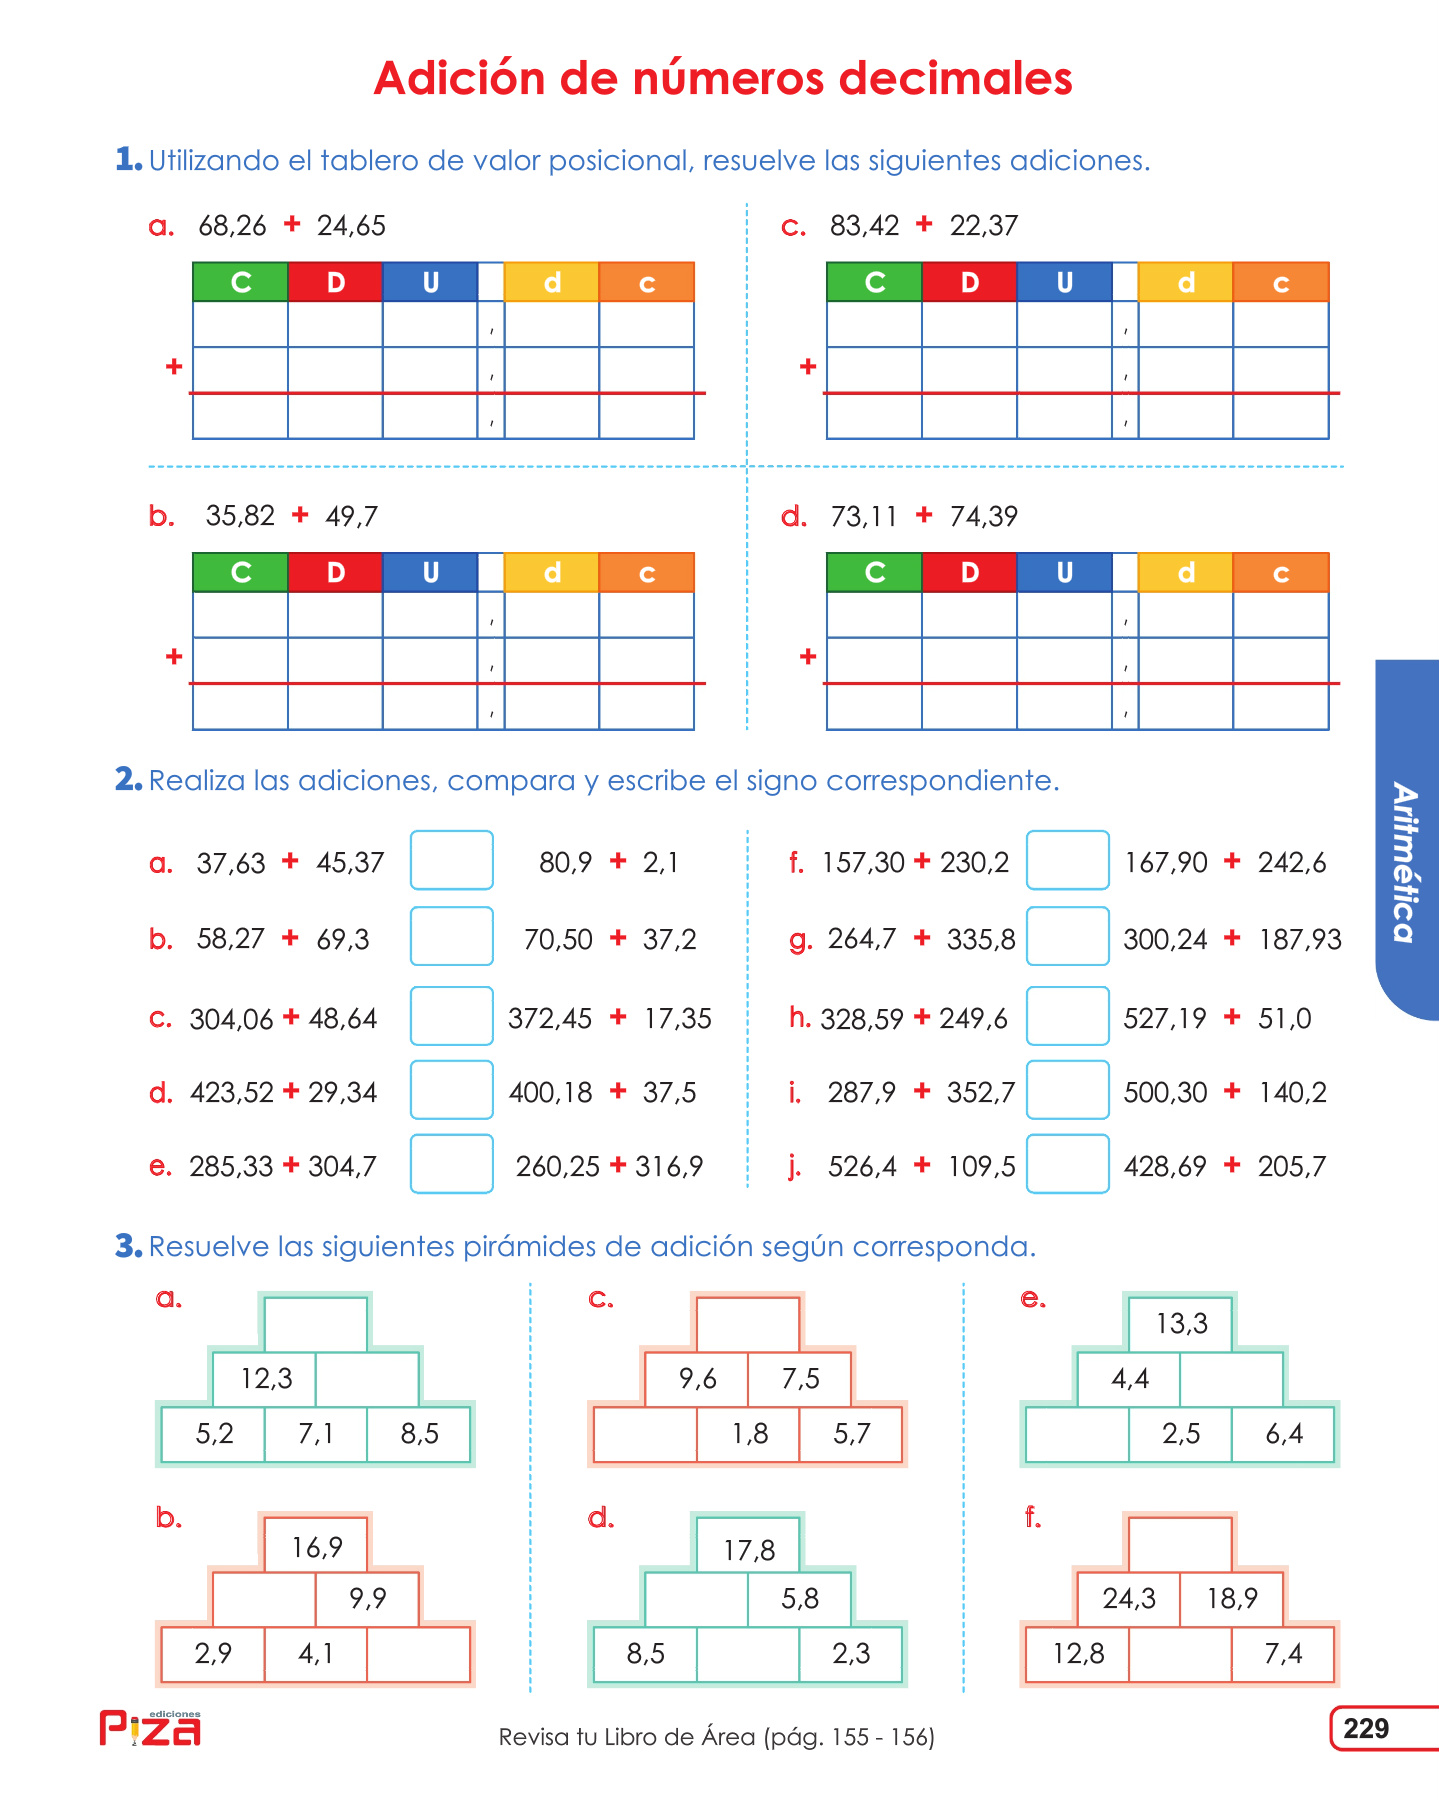 Adición de números decimales
1. Utilizando el tablero de valor posicional, resuelve las siguientes adiciones.
a. 68,26 + 24,65
C D U d c
,
+ ,
,
c. 83,42 + 22,37
C D U d c
,
+ ,
,
b. 35,82 + 49,7
C D U d c
,
+ ,
,
d. 73,11 + 74,39
C D U d c
,
+ ,
,
2. Realiza las adiciones, compara y escribe el signo correspondiente.
a. 37,63 + 45,37 80,9 + 2,1
b. 58,27 + 69,3 70,50 + 37,2
c. 304,06 + 48,64 372,45 + 17,35
d. 423,52 + 29,34 400,18 + 37,5
e. 285,33 + 304,7 260,25 + 316,9
f. 157,30 + 230,2 167,90 + 242,6
g. 264,7 + 335,8 300,24 + 187,93
h. 328,59 + 249,6 527,19 + 51,0
i. 287,9 + 352,7 500,30 + 140,2
j. 526,4 + 109,5 428,69 + 205,7
Aritmética
3. Resuelve las siguientes pirámides de adición según corresponda.
a.
12,3
5,2 7,1 8,5
c.
9,6 7,5
1,8 5,7
e.
13,3
4,4
2,5 6,4
b.
16,9
9,9
2,9 4,1
d.
17,8
5,8
8,5 2,3
f.
24,3 18,9
12,8 7,4
ediciones
Piza
Revisa tu Libro de Área (pág. 155 - 156)
229